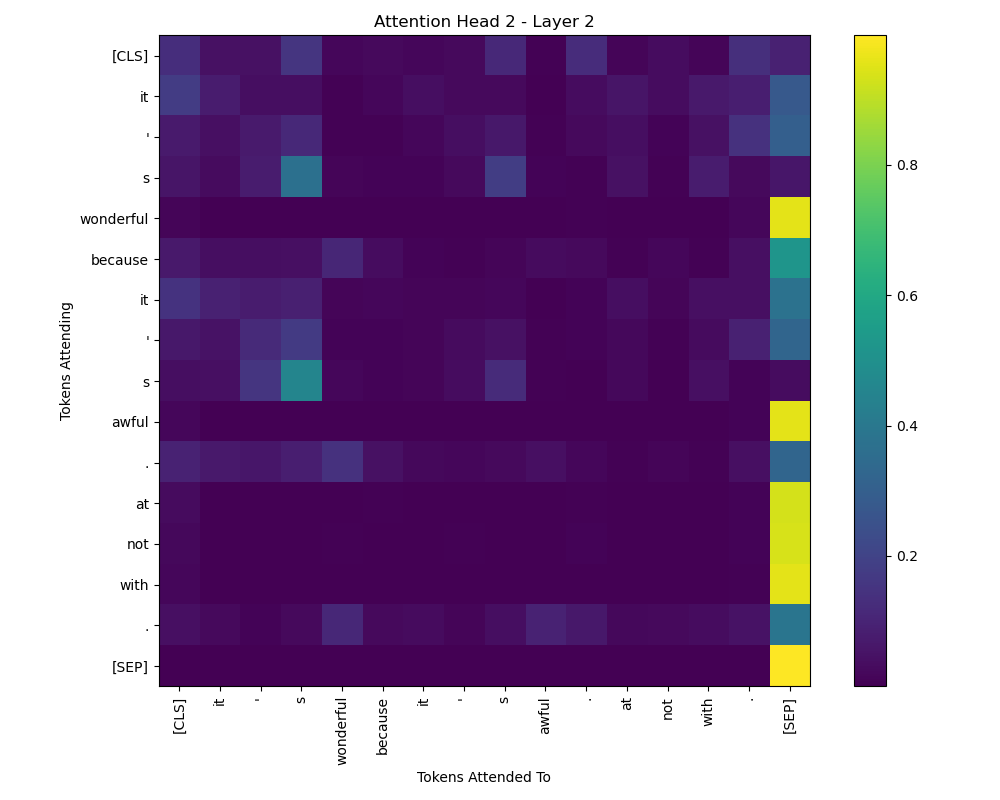 Attention Head 2 - Layer 2
Tokens Attending
[CLS]
it
'
s
wonderful
because
it
'
s
awful
.
at
not
with
.
[SEP]
[CLS]
it
'
s
wonderful
because
it
'
s
awful
.
at
not
with
.
[SEP]
Tokens Attended To
0.8
0.6
0.4
0.2